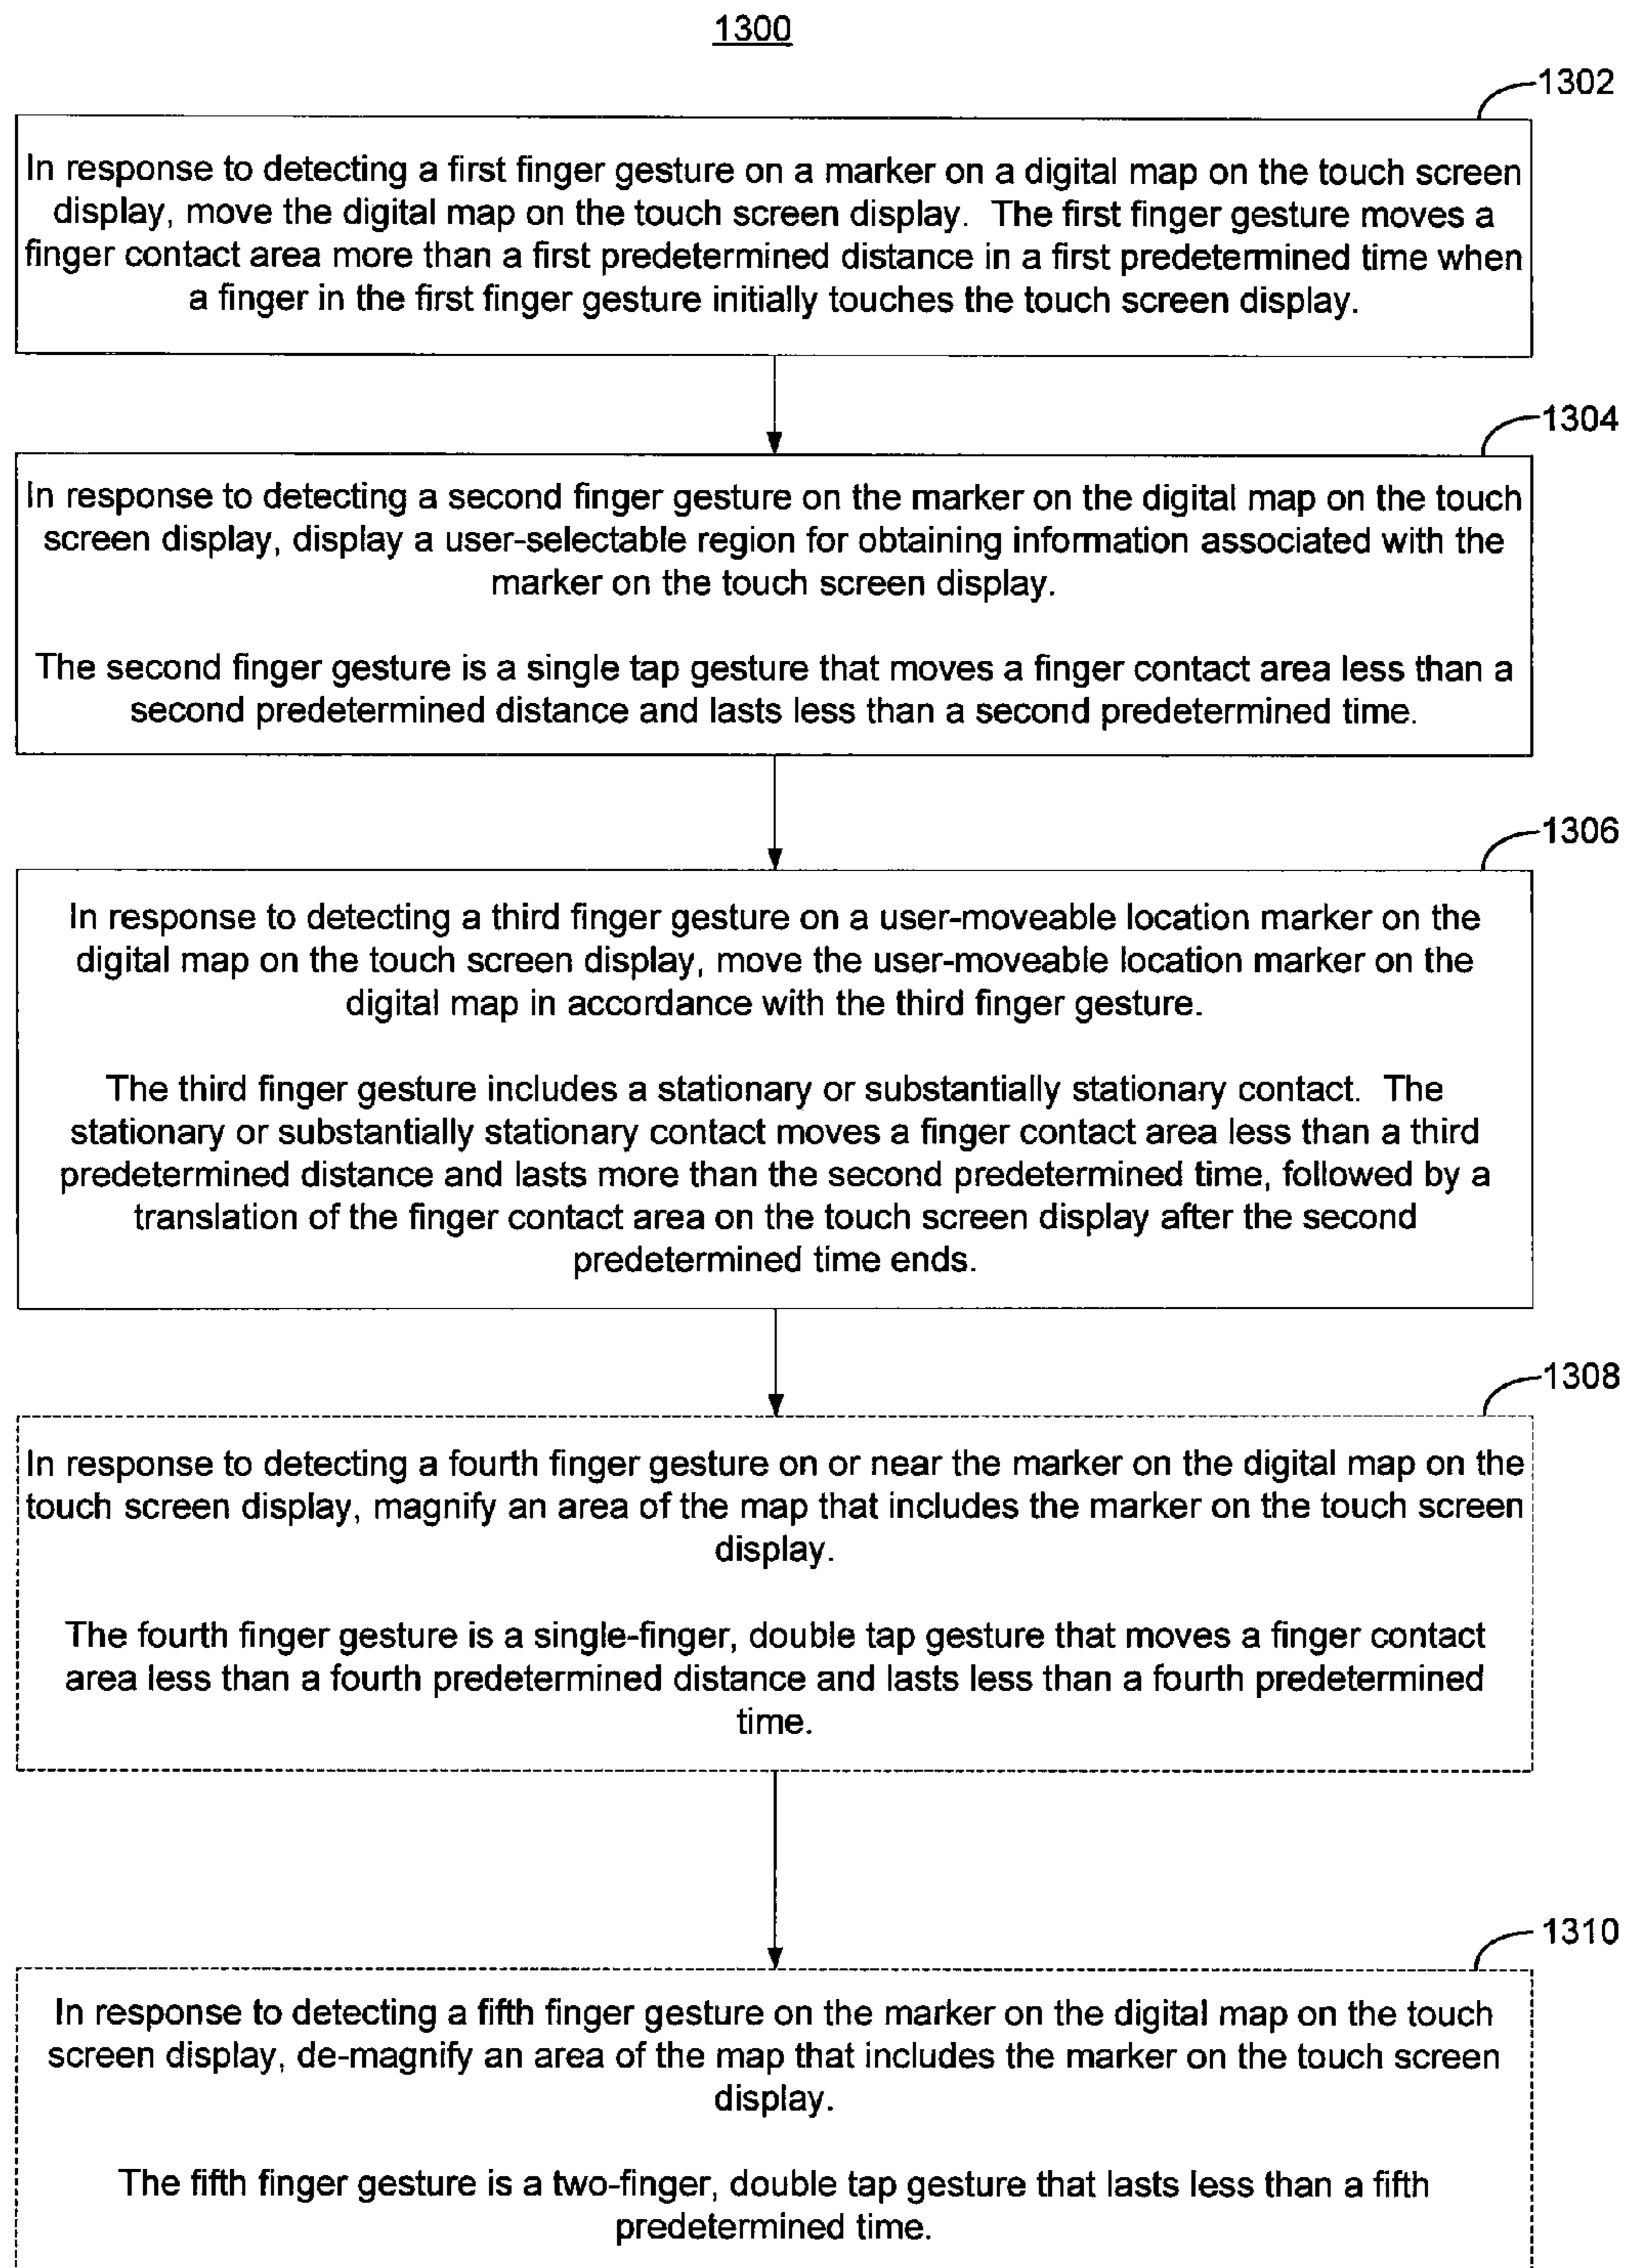 1300
1302
In response to detecting a first finger gesture on a marker on a digital map on the touch screen
display, move the digital map on the touch screen display. The first finger gesture moves a
finger contact area more than a first predetermined distance in a first predetermined time when
a finger in the first finger gesture initially touches the touch screen display.
1304
In response to detecting a second finger gesture on the marker on the digital map on the touch
screen display, display a user-selectable region for obtaining information associated with the
marker on the touch screen display.
The second finger gesture is a single tap gesture that moves a finger contact area less than a
second predetermined distance and lasts less than a second predetermined time.
1306
In response to detecting a third finger gesture on a user-moveable location marker on the
digital map on the touch screen display, move the user-moveable location marker on the
digital map in accordance with the third finger gesture.
The third finger gesture includes a stationary or substantially stationary contact. The
stationary or substantially stationary contact moves a finger contact area less than a third
predetermined distance and lasts more than the second predetermined time, followed by a
translation of the finger contact area on the touch screen display after the second
predetermined time ends.
1308
In response to detecting a fourth finger gesture on or near the marker on the digital map on the
touch screen display, magnify an area of the map that includes the marker on the touch screen
display.
The fourth finger gesture is a single-finger, double tap gesture that moves a finger contact
area less than a fourth predetermined distance and lasts less than a fourth predetermined
time.
1310
In response to detecting a fifth finger gesture on the marker on the digital map on the touch
screen display, de-magnify an area of the map that includes the marker on the touch screen
display.
The fifth finger gesture is a two-finger, double tap gesture that lasts less than a fifth
predetermined time.